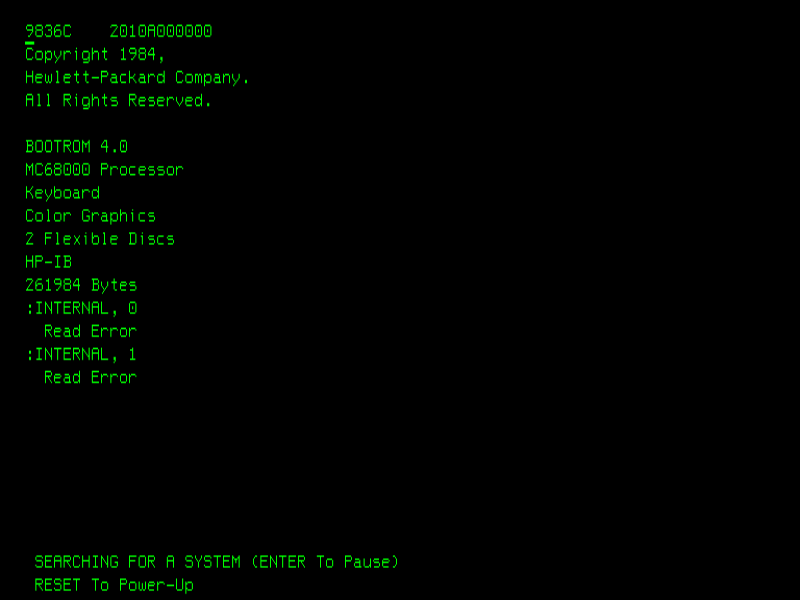 9836C    2010A000000
Copyright 1984,
Hewlett-Packard Company.
All Rights Reserved.

BOOTROM 4.0
MC68000 Processor
Keyboard
Color Graphics
2 Flexible Discs
HP-IB
261984 Bytes
:INTERNAL, 0
  Read Error
:INTERNAL, 1
  Read Error

SEARCHING FOR A SYSTEM (ENTER To Pause)
RESET To Power-Up